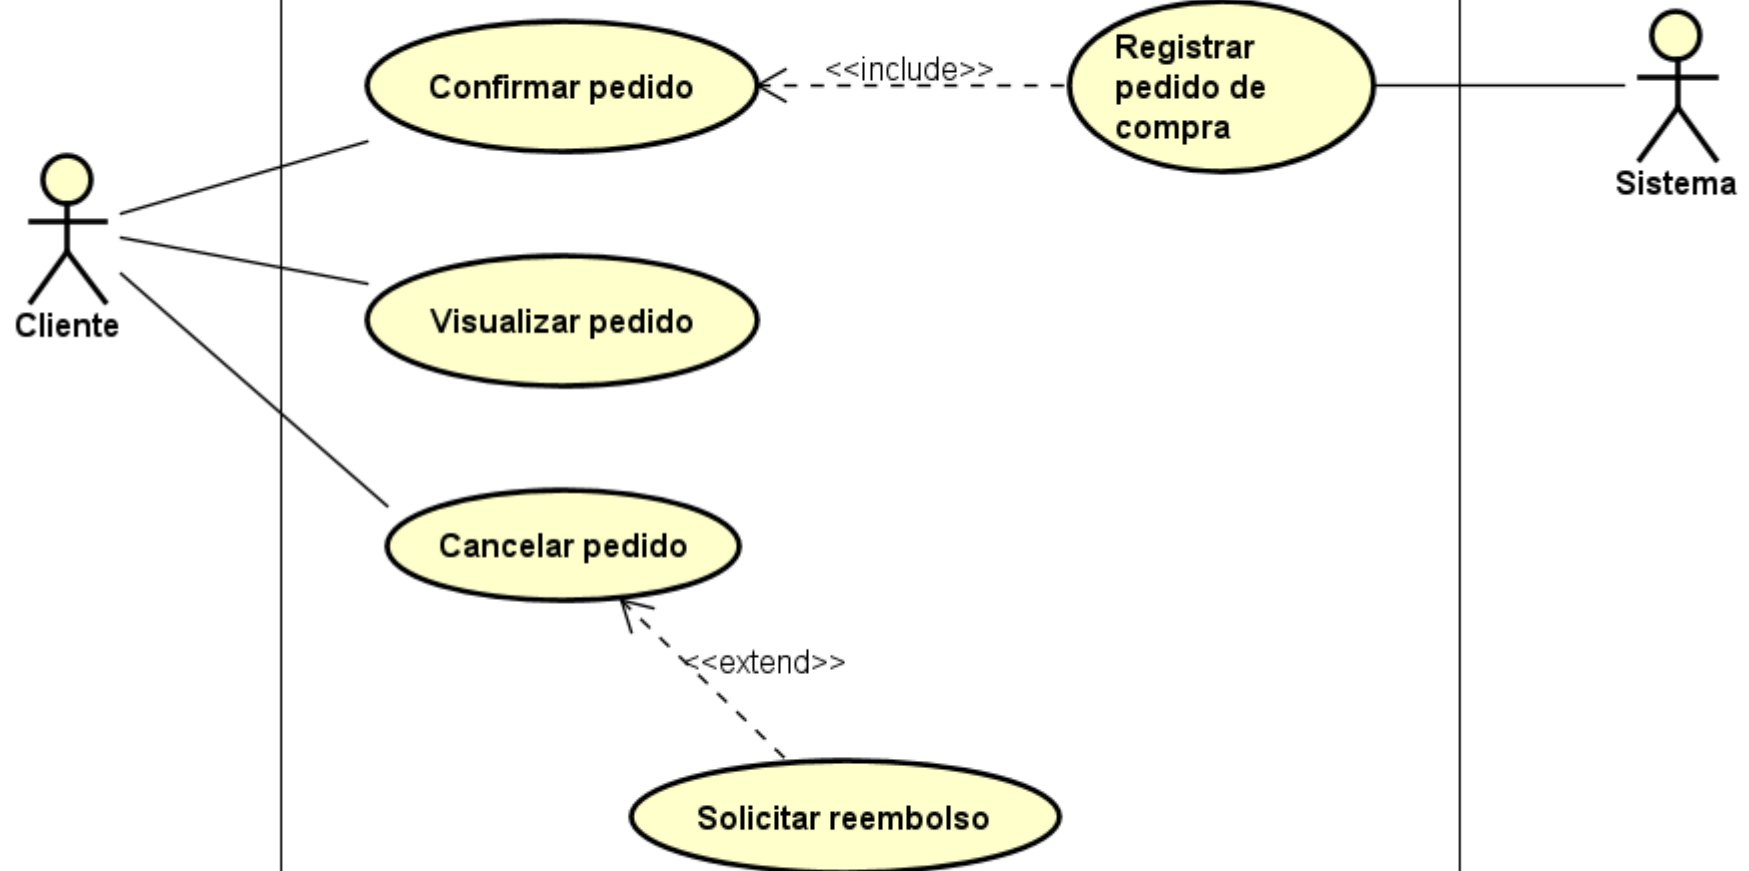 Confirmar pedido
<<include>>
Registrar
pedido de
compra
Sistema
Cliente
Visualizar pedido
Cancelar pedido
<<extend>>
Solicitar reembolso